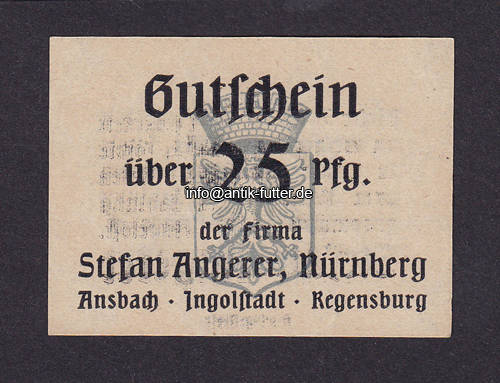 Gutschein
über 25 Pfg.
info@antik-futter.de
der Firma
Stefan Angerer, Nürnberg
Ansbach · Ingolstadt · Regensburg